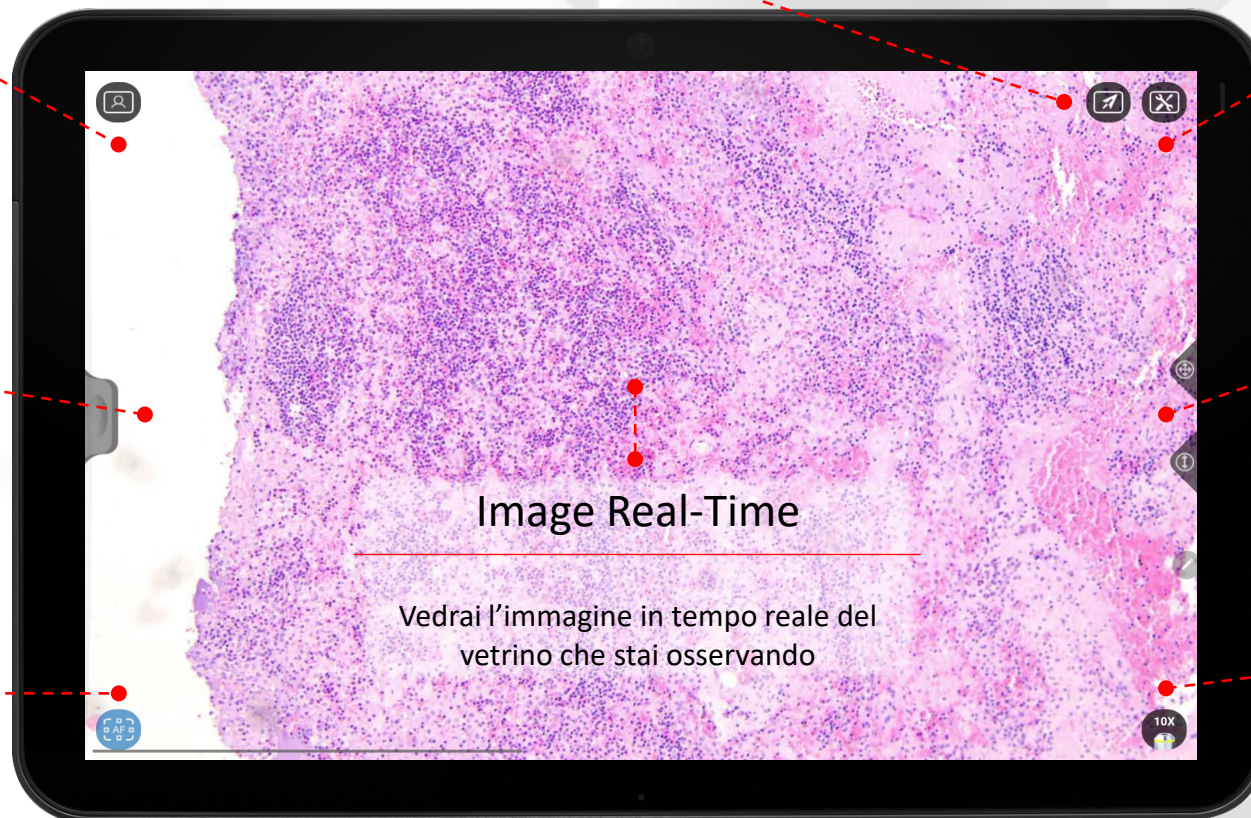 Image Real-Time
Vedrai l’immagine in tempo reale del
vetrino che stai osservando
AF
10X